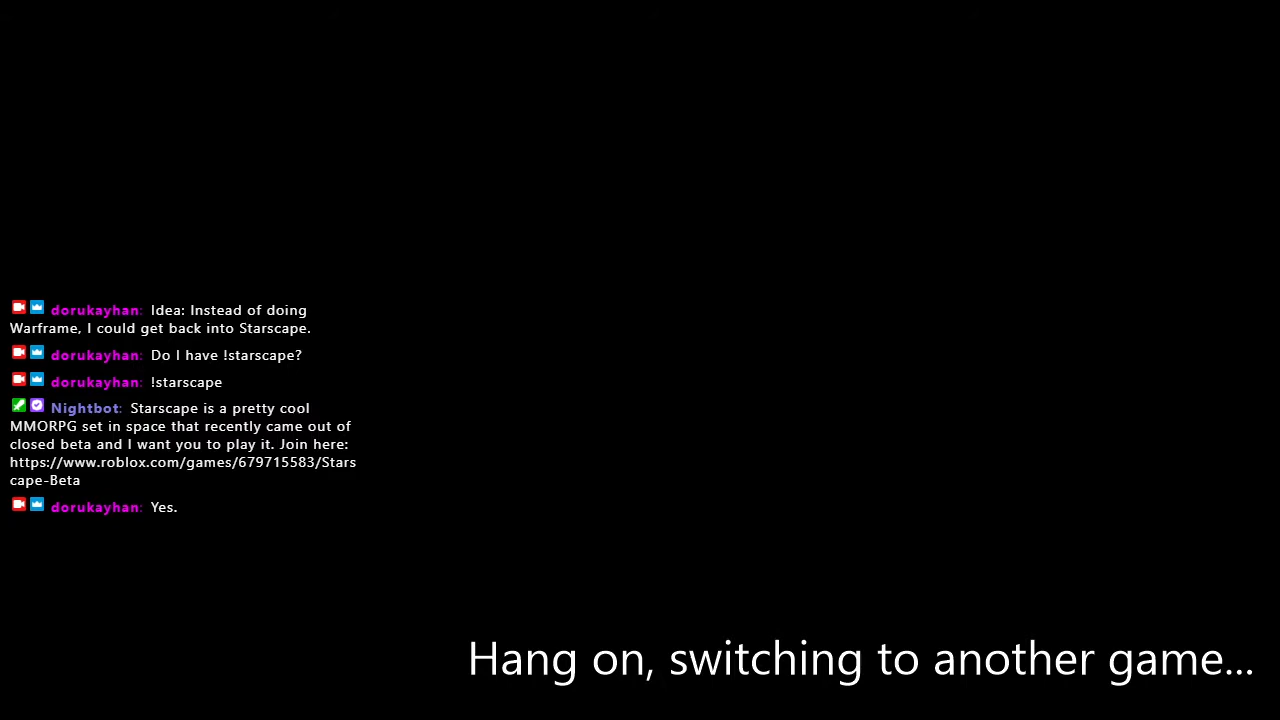 dorukayhan: Idea: Instead of doing
Warframe, I could get back into Starscape.
dorukayhan: Do I have !starscape?
dorukayhan: !starscape
Nightbot: Starscape is a pretty cool
MMORPG set in space that recently came out of
closed beta and I want you to play it. Join here:
https://www.roblox.com/games/679715583/Stars
cape-Beta
dorukayhan: Yes.
Hang on, switching to another game...